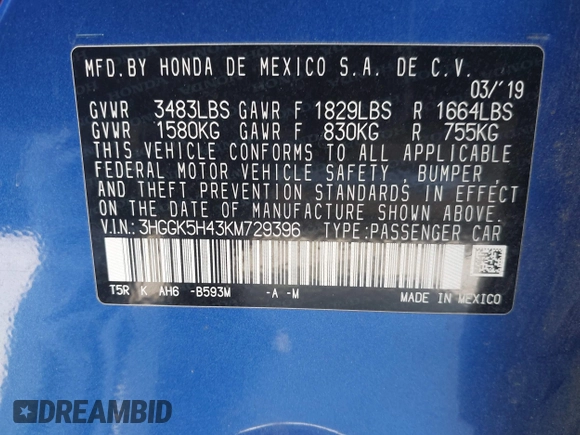 MFD.BY HONDA DE MEXICO S.A. DE C.V.
03/'19
GVWR 3483LBS GAWR F 1829LBS R 1664LBS
GVWR 1580KG GAWR F 830KG R 755KG
THIS VEHICLE CONFORMS TO ALL APPLICABLE
FEDERAL MOTOR VEHICLE SAFETY, BUMPER,
AND THEFT PREVENTION STANDARDS IN EFFECT
ON THE DATE OF MANUFACTURE SHOWN ABOVE.
V.I.N.:3HGGK5H43KM729396 TYPE:PASSENGER CAR
T5R K AH6 -B593M -A -M MADE IN MEXICO
DREAMBID